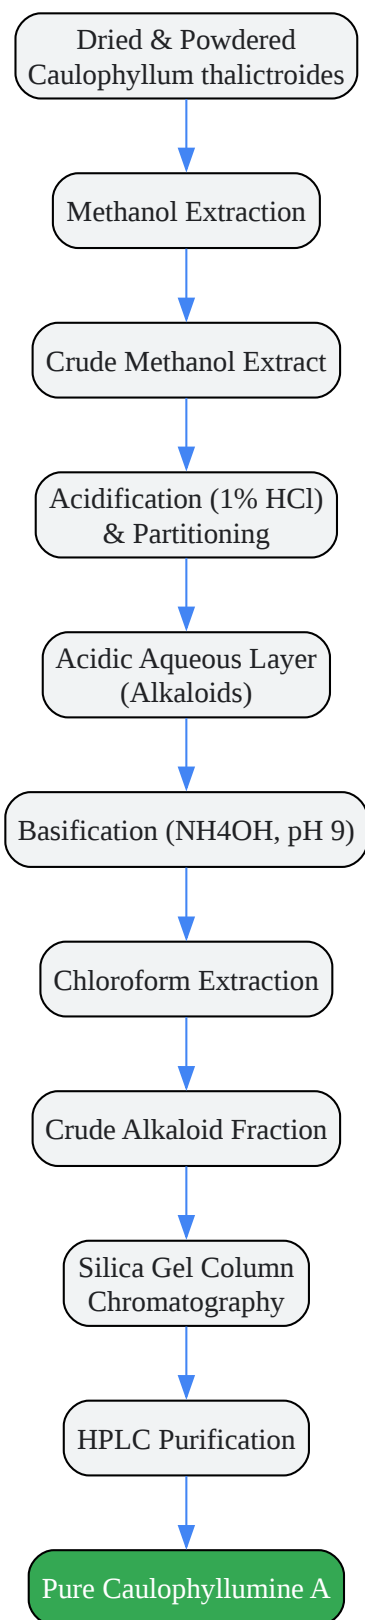 Dried & Powdered
Caulophyllum thalictroides
Methanol Extraction
Crude Methanol Extract
Acidification (1% HCl)
& Partitioning
Acidic Aqueous Layer
(Alkaloids)
Basification (NH4OH, pH 9)
Chloroform Extraction
Crude Alkaloid Fraction
Silica Gel Column
Chromatography
HPLC Purification
Pure Caulophyllumine A